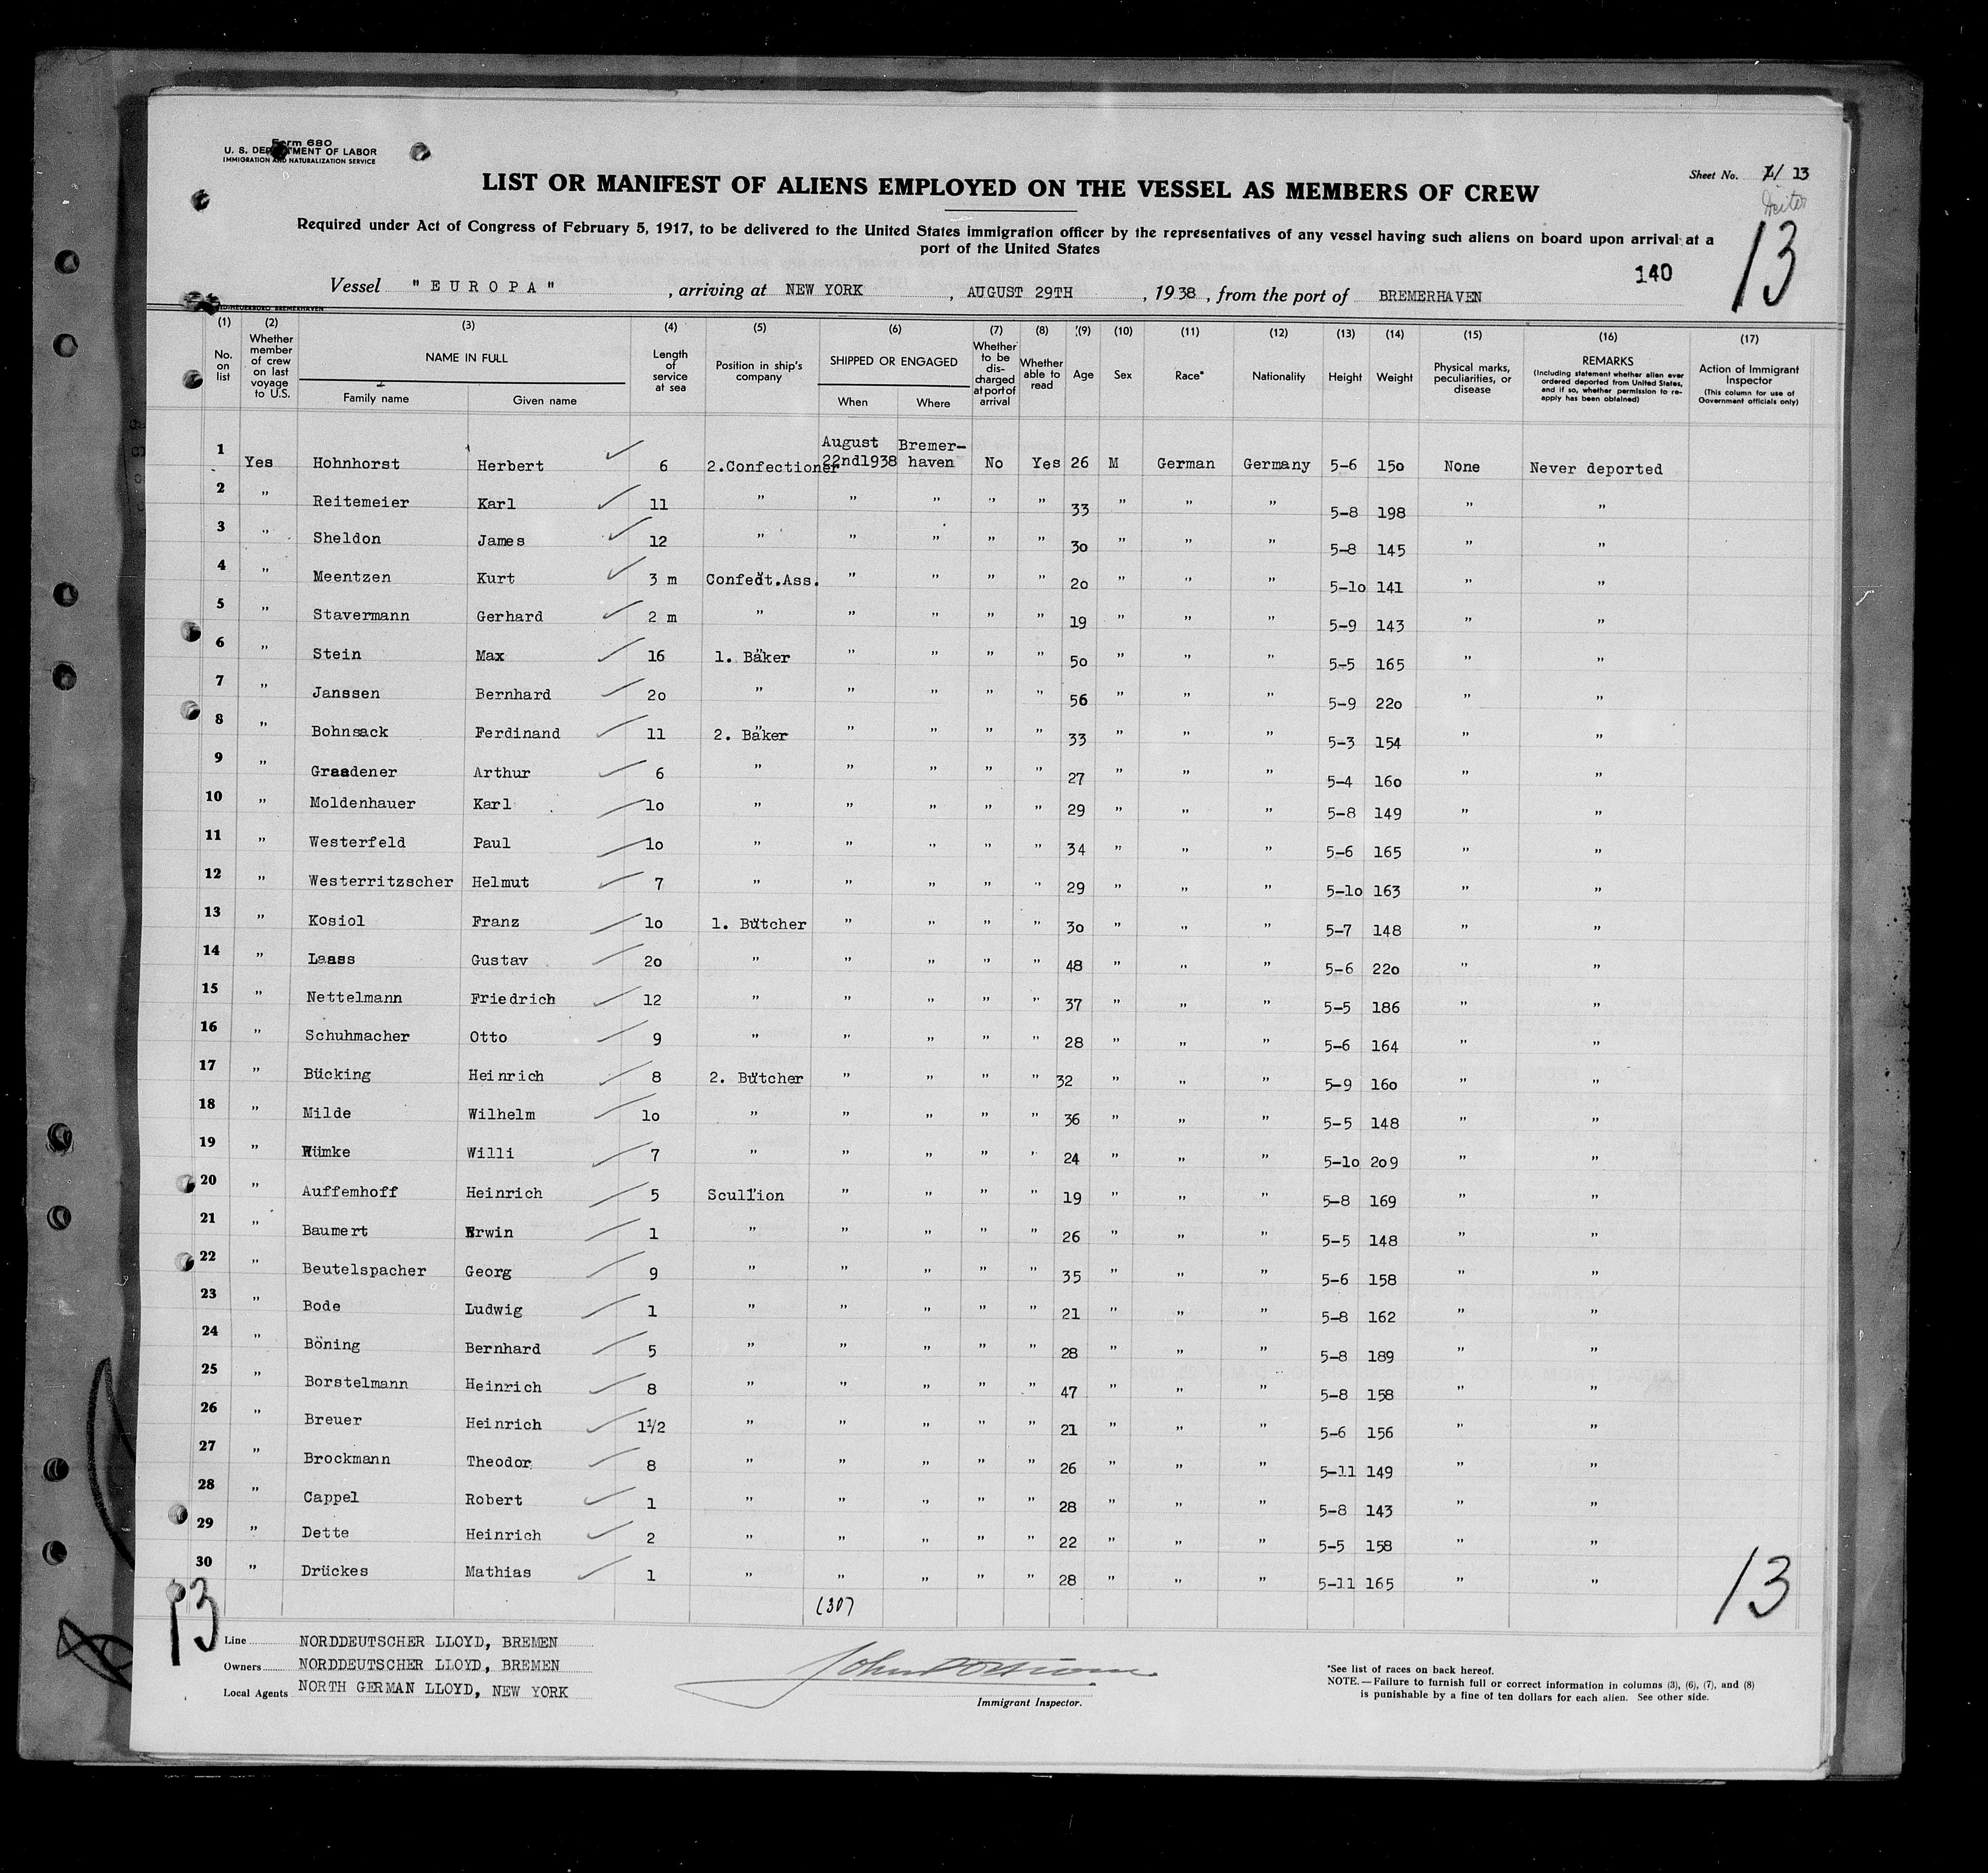 Form 680
U. S. DEPARTMENT OF LABOR
IMMIGRATION AND NATURALIZATION SERVICE
Sheet No. 13
LIST OR MANIFEST OF ALIENS EMPLOYED ON THE VESSEL AS MEMBERS OF CREW
Required under Act of Congress of February 5, 1917, to be delivered to the United States immigration officer by the representatives of any vessel having such aliens on board upon arrival at a
port of the United States
13
140
Vessel "EUROPA", arriving at NEW YORK, AUGUST 29TH, 1938, from the port of BREMERHAVEN
(1) (2) (3) (4) (5) (6) (7) (8) (9) (10) (11) (12) (13) (14) (15) (16) (17)
No. on list | Whether member of crew on last voyage to U.S. | NAME IN FULL Family name Given name | Length of service at sea | Position in ship's company | SHIPPED OR ENGAGED When Where | Whether to be discharged at port of arrival | Whether able to read | Age | Sex | Race* | Nationality | Height | Weight | Physical marks, peculiarities, or disease | REMARKS (Including statement whether alien ever ordered deported from United States, and if so, whether permission to re-apply has been obtained) | Action of Immigrant Inspector (This column for use of Government officials only)
1 Yes Hohnhorst Herbert 6 2.Confectioner August 22nd1938 Bremer-haven No Yes 26 M German Germany 5-6 150 None Never deported
2 " Reitemeier Karl 11 " " " " " 33 " " " 5-8 198 " "
3 " Sheldon James 12 " " " " " 30 " " " 5-8 145 " "
4 " Meentzen Kurt 3 m Confect.Ass. " " " " 20 " " " 5-10 141 " "
5 " Stavermann Gerhard 2 m " " " " " 19 " " " 5-9 143 " "
6 " Stein Max 16 1. Baker " " " " 50 " " " 5-5 165 " "
7 " Janssen Bernhard 20 " " " " " 56 " " " 5-9 220 " "
8 " Bohnsack Ferdinand 11 2. Baker " " " " 33 " " " 5-3 154 " "
9 " Graadener Arthur 6 " " " " " 27 " " " 5-4 160 " "
10 " Moldenhauer Karl 10 " " " " " 29 " " " 5-8 149 " "
11 " Westerfeld Paul 10 " " " " " 34 " " " 5-6 165 " "
12 " Westerritzscher Helmut 7 " " " " " 29 " " " 5-10 163 " "
13 " Kosiol Franz 10 1. Butcher " " " " 30 " " " 5-7 148 " "
14 " Laass Gustav 20 " " " " " 48 " " " 5-6 220 " "
15 " Nettelmann Friedrich 12 " " " " " 37 " " " 5-5 186 " "
16 " Schuhmacher Otto 9 " " " " " 28 " " " 5-6 164 " "
17 " Bücking Heinrich 8 2. Butcher " " " " 32 " " " 5-9 160 " "
18 " Milde Wilhelm 10 " " " " " 36 " " " 5-5 148 " "
19 " Willi 7 " " " " " 24 " " " 5-10 209 " "
20 " Auffemhoff Heinrich 5 Scullion " " " " 19 " " " 5-8 169 " "
21 " Baumert Erwin 1 " " " " " 26 " " " 5-5 148 " "
22 " Beutelspacher Georg 9 " " " " " 35 " " " 5-6 158 " "
23 " Bode Ludwig 1 " " " " " 21 " " " 5-8 162 " "
24 " Böning Bernhard 5 " " " " " 28 " " " 5-8 189 " "
25 " Borstelmann Heinrich 8 " " " " " 47 " " " 5-8 158 " "
26 " Breuer Heinrich 1½ " " " " " 21 " " " 5-6 156 " "
27 " Brockmann Theodor 8 " " " " " 26 " " " 5-11 149 " "
28 " Cappel Robert 1 " " " " " 28 " " " 5-8 143 " "
29 " Dette Heinrich 2 " " " " " 22 " " " 5-5 158 " "
30 " Drückes Mathias 1 " " " " " 28 " " " 5-11 165 " "
(30)
13
13
Line NORDDEUTSCHER LLOYD, BREMEN
Owners NORDDEUTSCHER LLOYD, BREMEN
Local Agents NORTH GERMAN LLOYD, NEW YORK
Immigrant Inspector.
*See list of races on back hereof.
NOTE.—Failure to furnish full or correct information in columns (3), (6), (7), and (8)
is punishable by a fine of ten dollars for each alien. See other side.